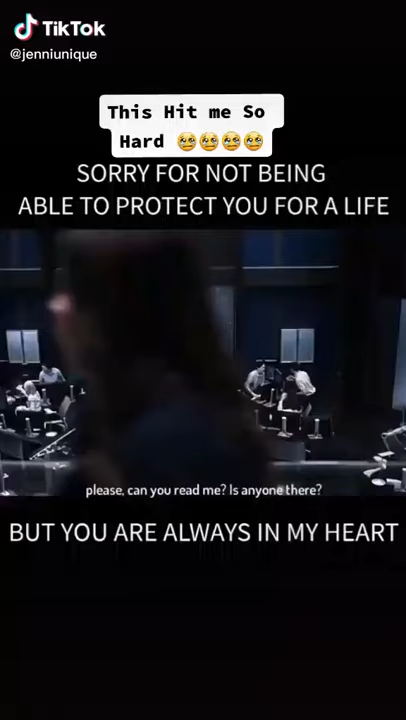 TikTok
@jenniunique
This Hit me So
Hard 🥹🥹🥹🥹
SORRY FOR NOT BEING
ABLE TO PROTECT YOU FOR A LIFE
please, can you read me? Is anyone there?
BUT YOU ARE ALWAYS IN MY HEART